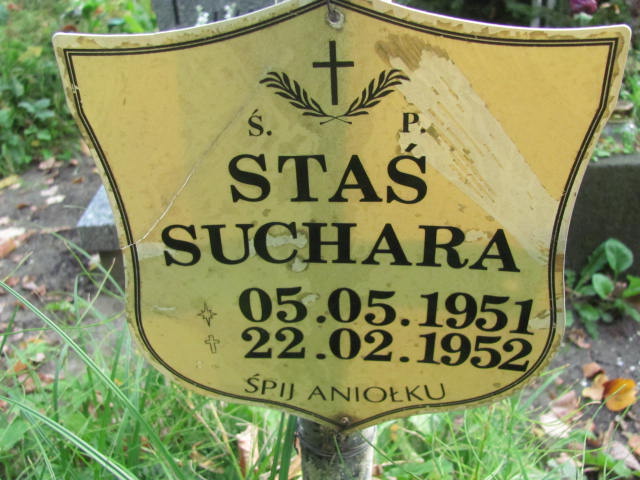 Ś. P.
STAŚ
SUCHARA
05.05.1951
22.02.1952
ŚPIJ ANIOŁKU